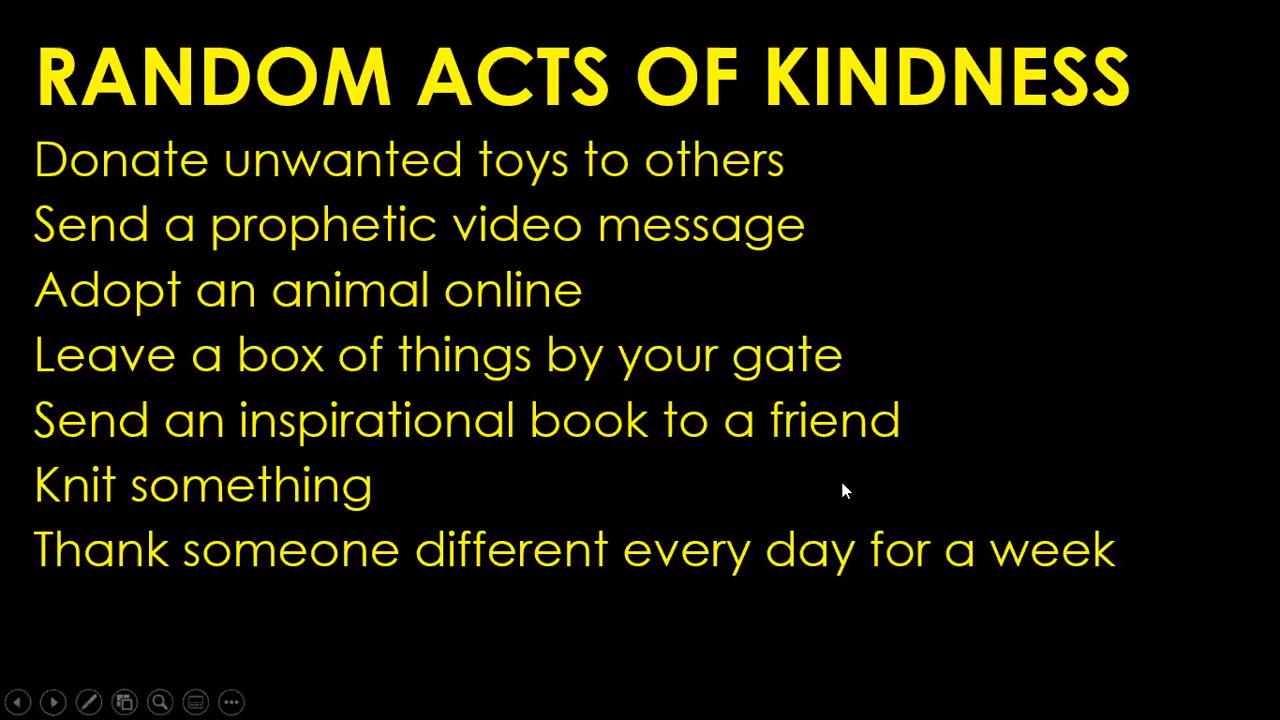 RANDOM ACTS OF KINDNESS
Donate unwanted toys to others
Send a prophetic video message
Adopt an animal online
Leave a box of things by your gate
Send an inspirational book to a friend
Knit something
Thank someone different every day for a week